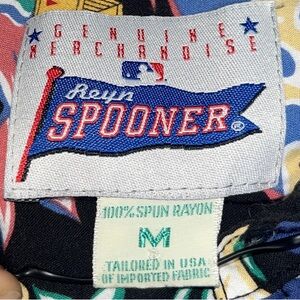 GENUINE
MERCHANDISE
Reyn
SPOONER®
100% SPUN RAYON
M
TAILORED IN USA
OF IMPORTED FABRIC